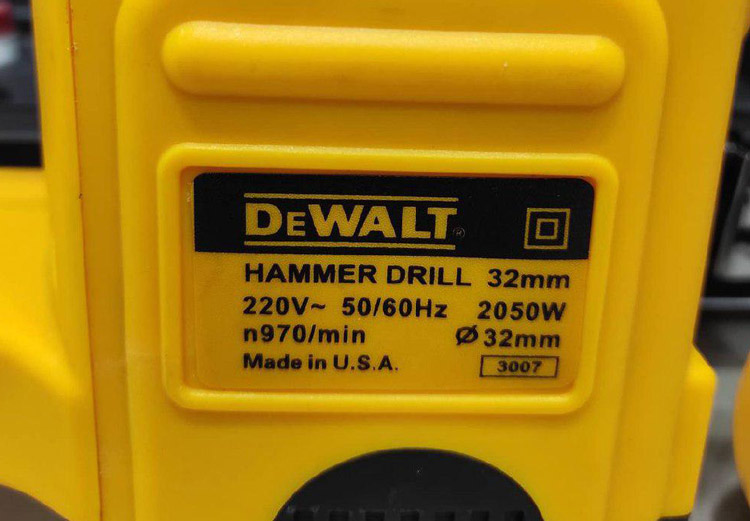 DEWALT®
HAMMER DRILL 32mm
220V~ 50/60Hz 2050W
n970/min Ø32mm
Made in U.S.A. 3007